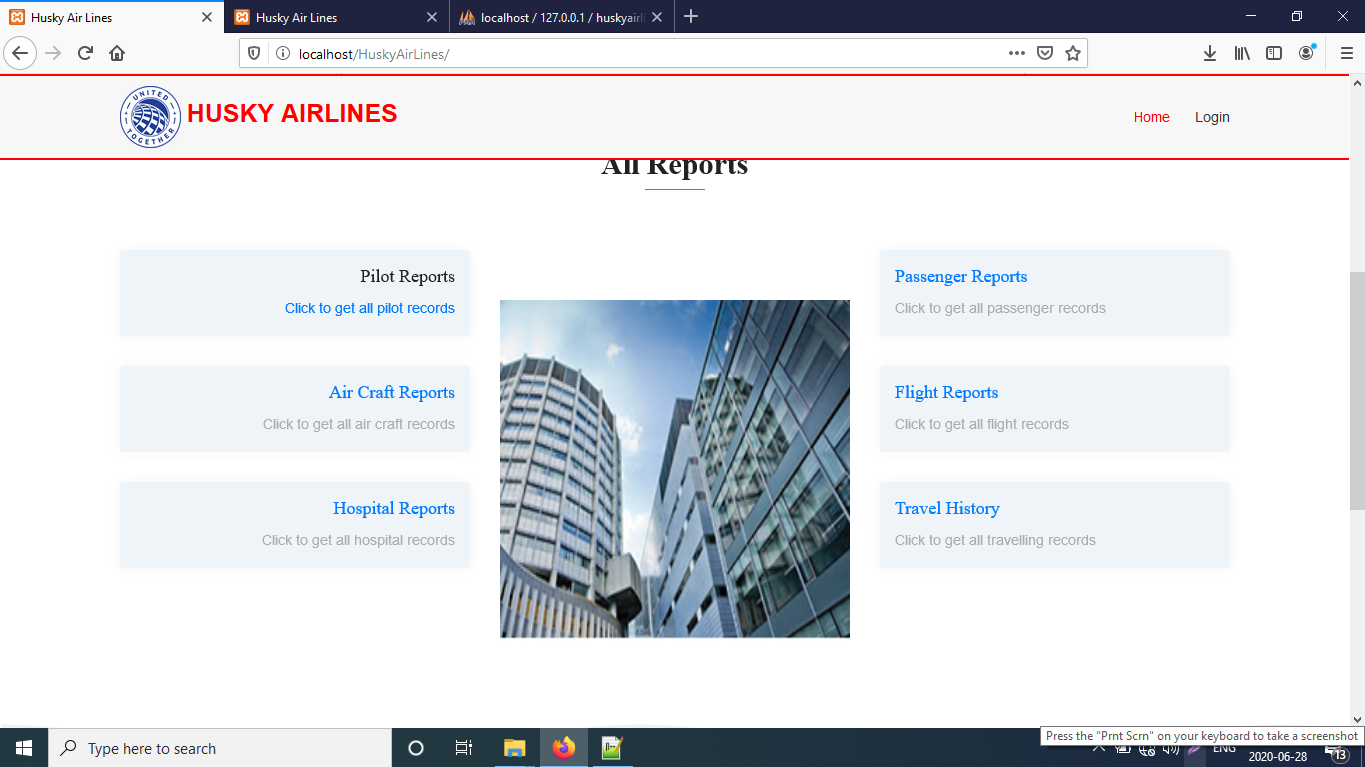 Husky Air Lines
Husky Air Lines
localhost / 127.0.0.1 / huskyairli
localhost/HuskyAirLines/
UNITED TOGETHER
HUSKY AIRLINES
Home
Login
All Reports
Pilot Reports
Click to get all pilot records
Air Craft Reports
Click to get all air craft records
Hospital Reports
Click to get all hospital records
Passenger Reports
Click to get all passenger records
Flight Reports
Click to get all flight records
Travel History
Click to get all travelling records
Press the "Prnt Scrn" on your keyboard to take a screenshot
Type here to search
ENG
2020-06-28
13